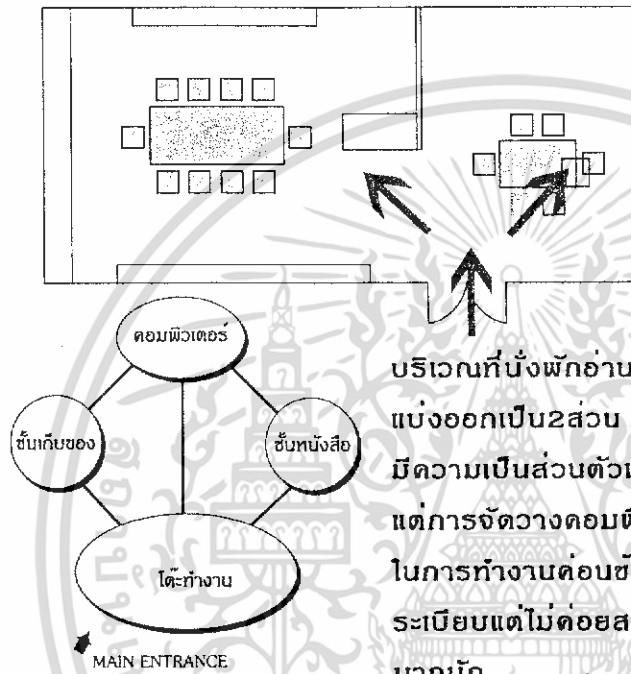 คอมพิวเตอร์
ชั้นเก็บของ
ชั้นหนังสือ
โต๊ะทำงาน
MAIN ENTRANCE
บริเวณที่นั่งพักอ่าน
แบ่งออกเป็น2ส่วน
มีความเป็นส่วนตัว
แต่การจัดวางคอมพิ
ในการทำงานค่อนข้
ระเบียบแต่ไม่ค่อยส
มากนัก